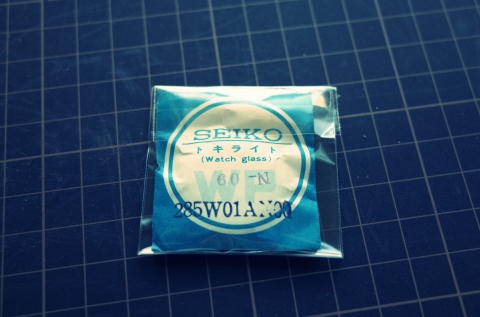 SEIKO
トキライト
(Watch glass)
WP
60-N
285W01AN00